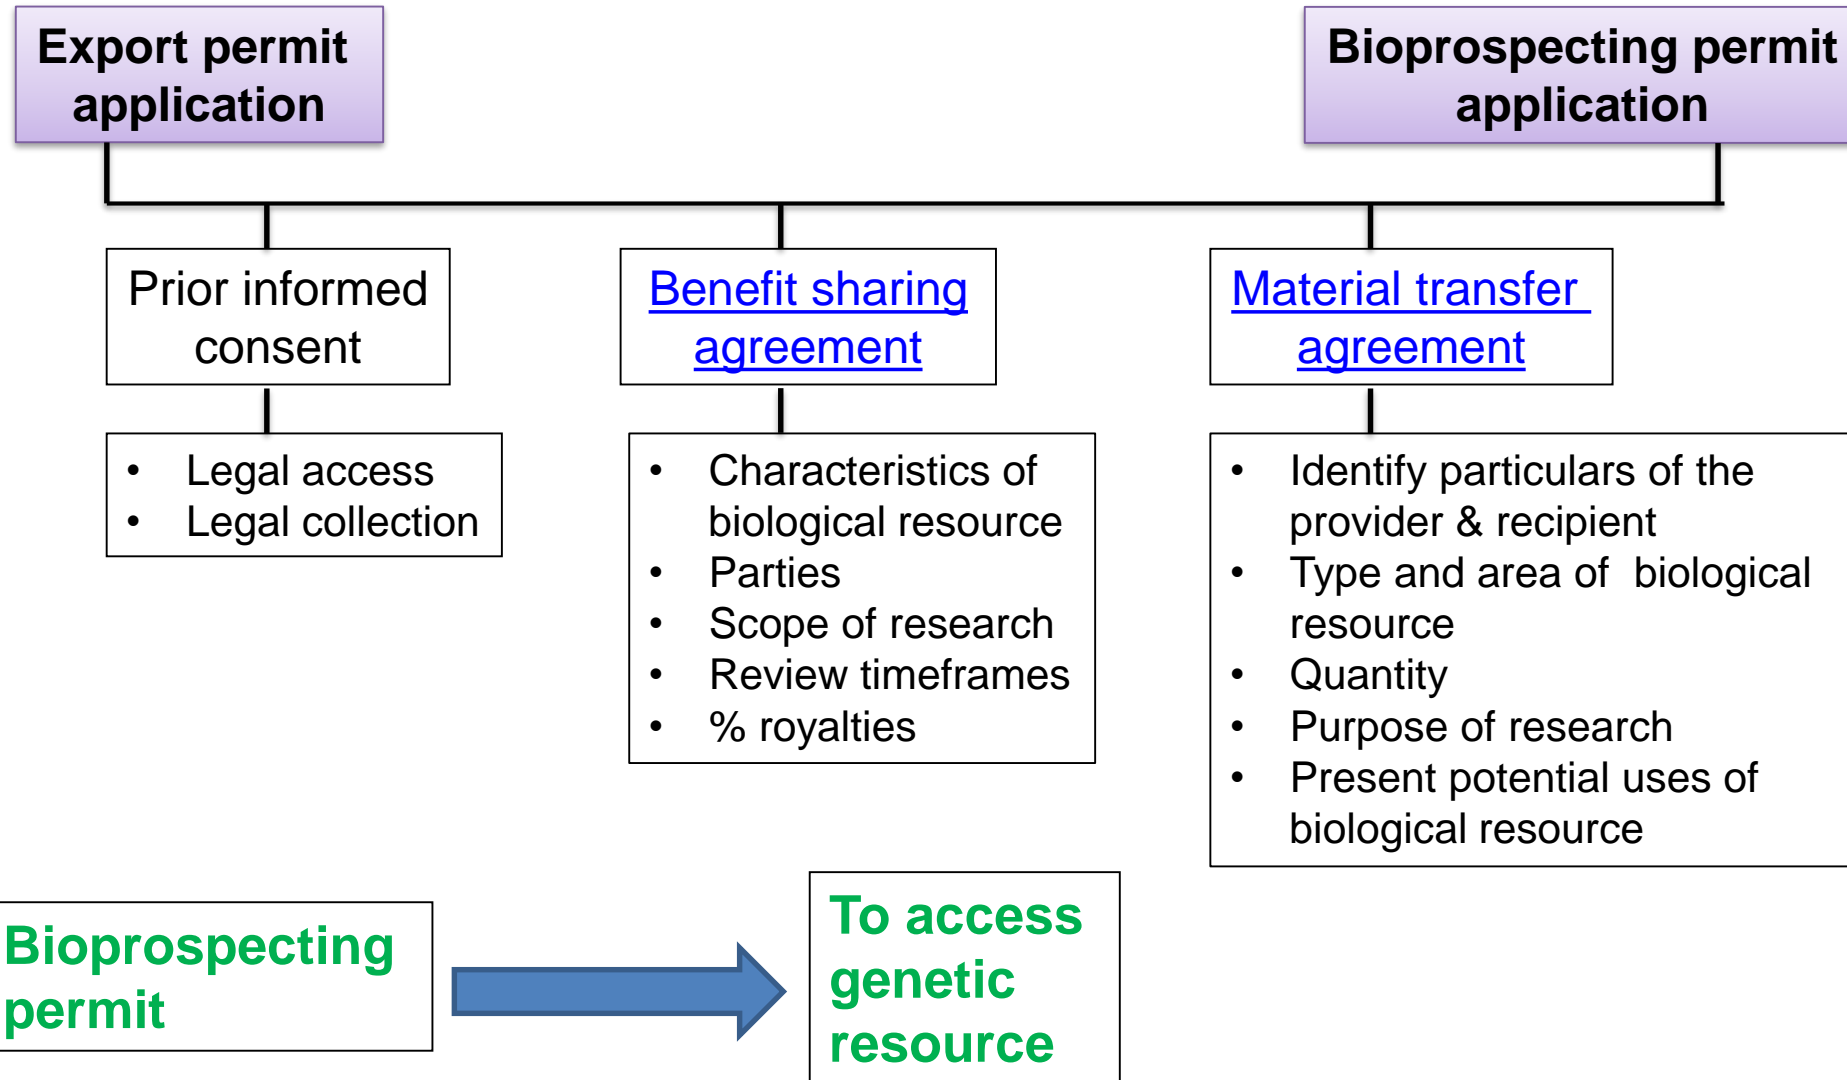 Export permit
application
Bioprospecting permit
application
Prior informed
consent
Benefit sharing
agreement
Material transfer
agreement
• Legal access
• Legal collection
• Characteristics of
biological resource
• Parties
• Scope of research
• Review timeframes
• % royalties
• Identify particulars of the
provider & recipient
• Type and area of biological
resource
• Quantity
• Purpose of research
• Present potential uses of
biological resource
Bioprospecting
permit
To access
genetic
resource